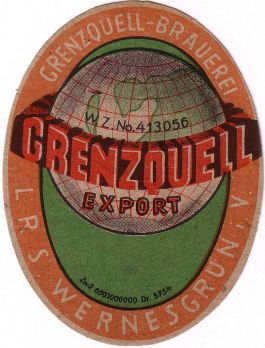 GRENZQUELL-BRAUEREI
W.Z. No. 413056
GRENZQUELL
EXPORT
L R S, WERNESGRÜN, V